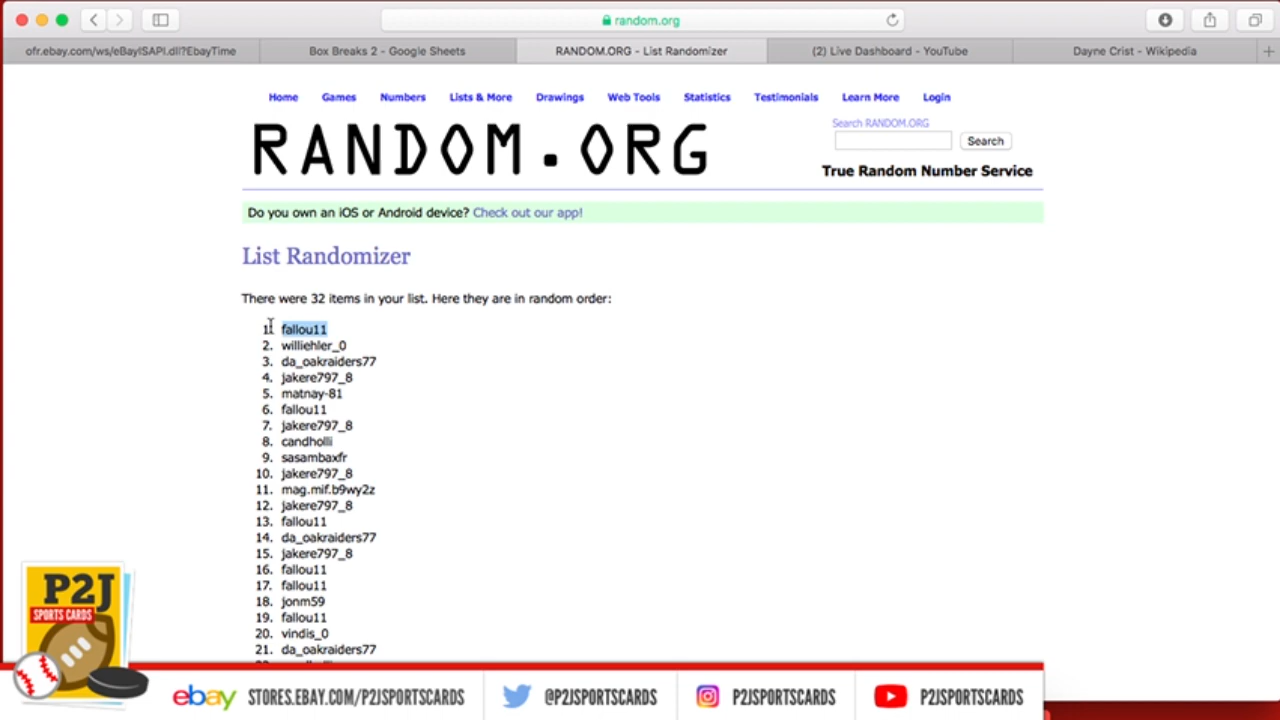 random.org
ofr.ebay.com/ws/eBayISAPI.dll?EbayTime
Box Breaks 2 - Google Sheets
RANDOM.ORG - List Randomizer
(2) Live Dashboard - YouTube
Dayne Crist - Wikipedia
Home Games Numbers Lists & More Drawings Web Tools Statistics Testimonials Learn More Login
RANDOM.ORG
Search RANDOM.ORG
Search
True Random Number Service
Do you own an iOS or Android device? Check out our app!
List Randomizer
There were 32 items in your list. Here they are in random order:
1. fallou11
2. williehler_0
3. da_oakraiders77
4. jakere797_8
5. matnay-81
6. fallou11
7. jakere797_8
8. candholli
9. sasambaxfr
10. jakere797_8
11. mag.mif.b9wy2z
12. jakere797_8
13. fallou11
14. da_oakraiders77
15. jakere797_8
16. fallou11
17. fallou11
18. jonm59
19. fallou11
20. vindis_0
21. da_oakraiders77
P2J
SPORTS CARDS
ebay STORES.EBAY.COM/P2JSPORTSCARDS
@P2JSPORTSCARDS
P2JSPORTSCARDS
P2JSPORTSCARDS